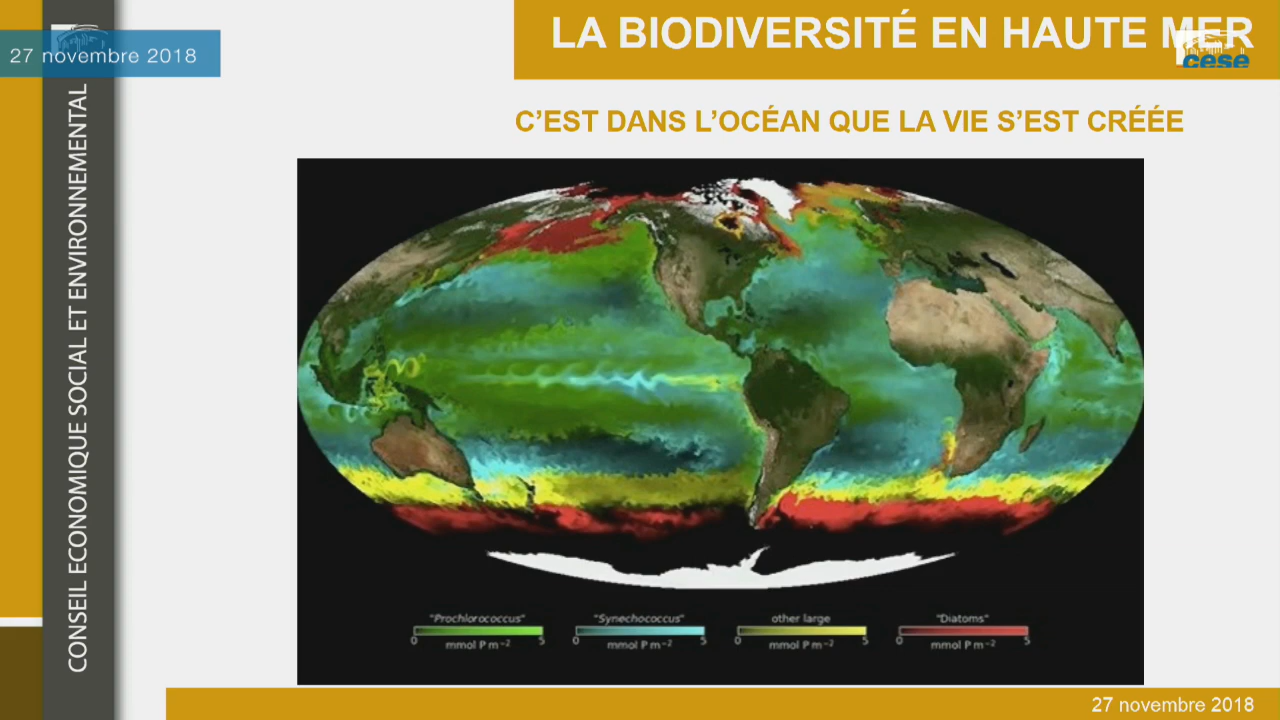 LA BIODIVERSITÉ EN HAUTE MER
cese
27 novembre 2018
CONSEIL ECONOMIQUE SOCIAL ET ENVIRONNEMENTAL
C’EST DANS L’OCÉAN QUE LA VIE S’EST CRÉÉE
"Prochlorococcus"
0 5
mmol P m⁻²
"Synechococcus"
0 5
mmol P m⁻²
other large
0 5
mmol P m⁻²
"Diatoms"
0 5
mmol P m⁻²
27 novembre 2018